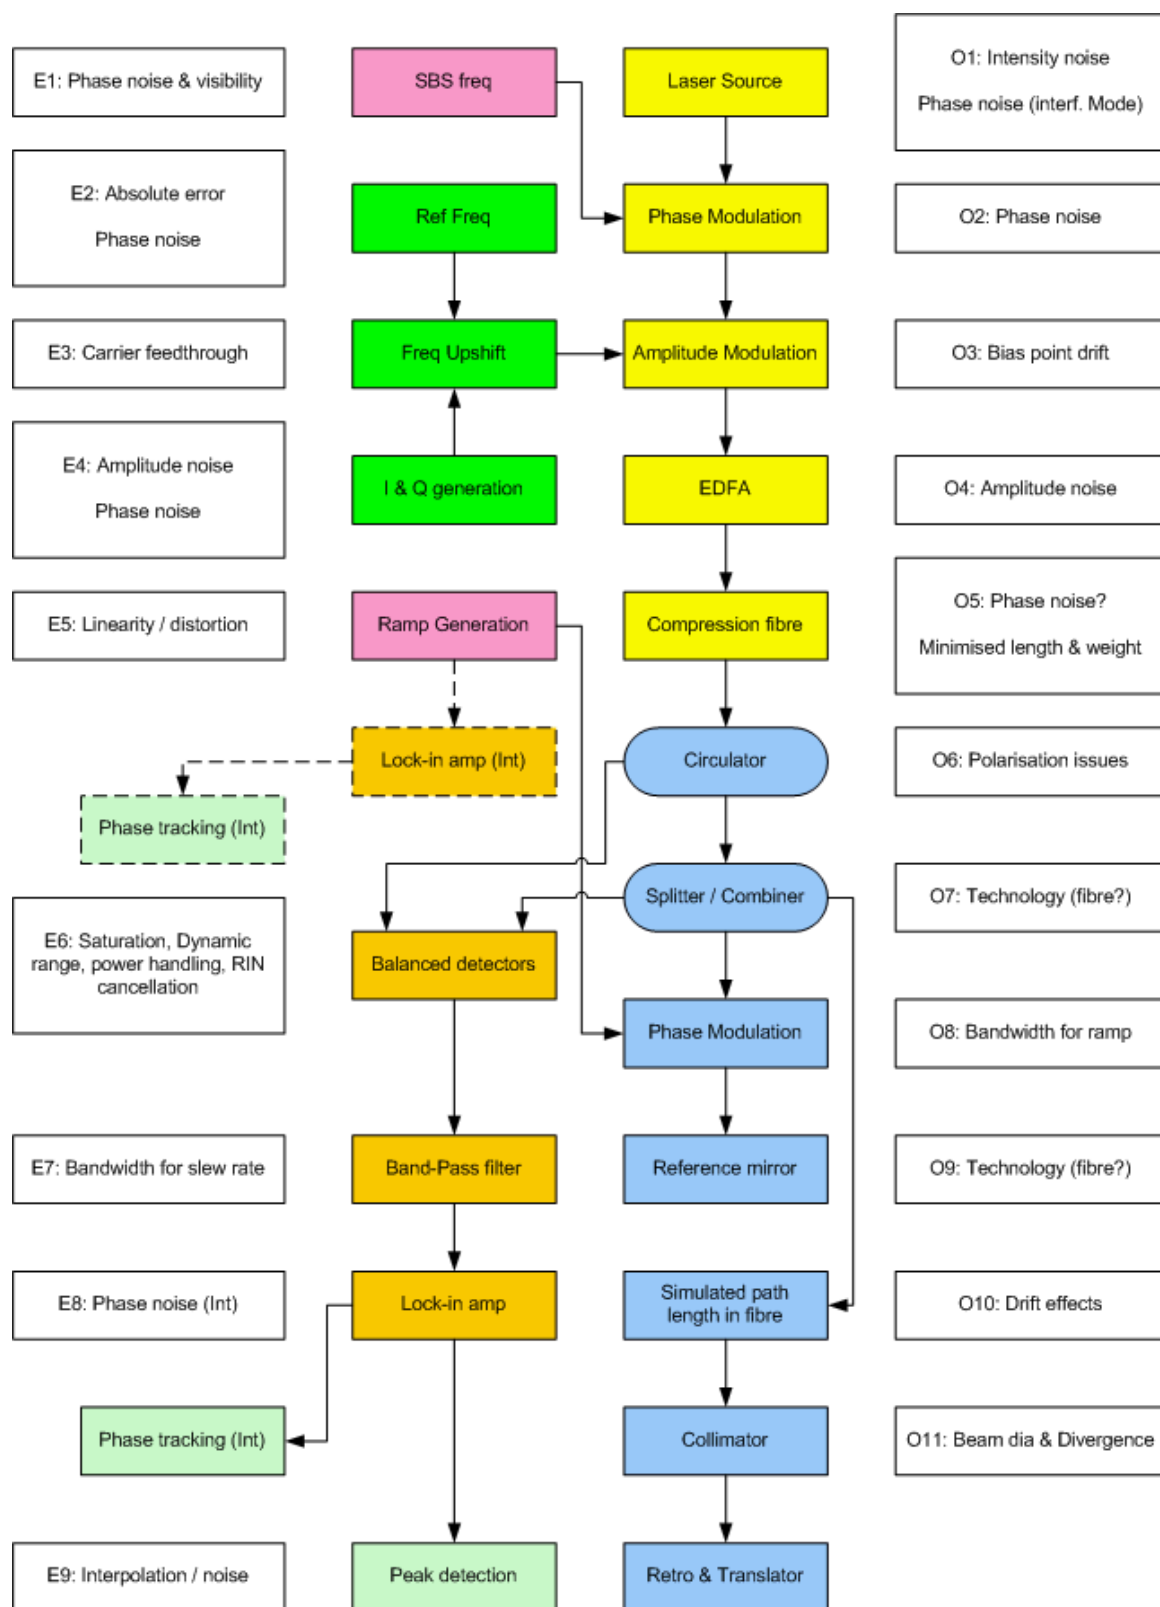 E1: Phase noise & visibility
SBS freq
Laser Source
O1: Intensity noise
Phase noise (interf. Mode)
E2: Absolute error
Phase noise
Ref Freq
Phase Modulation
O2: Phase noise
E3: Carrier feedthrough
Freq Upshift
Amplitude Modulation
O3: Bias point drift
E4: Amplitude noise
Phase noise
I & Q generation
EDFA
O4: Amplitude noise
E5: Linearity / distortion
Ramp Generation
Compression fibre
O5: Phase noise?
Minimised length & weight
Lock-in amp (Int)
Circulator
O6: Polarisation issues
Phase tracking (Int)
Splitter / Combiner
O7: Technology (fibre?)
E6: Saturation, Dynamic
range, power handling, RIN
cancellation
Balanced detectors
Phase Modulation
O8: Bandwidth for ramp
E7: Bandwidth for slew rate
Band-Pass filter
Reference mirror
O9: Technology (fibre?)
E8: Phase noise (Int)
Lock-in amp
Simulated path
length in fibre
O10: Drift effects
Phase tracking (Int)
Collimator
O11: Beam dia & Divergence
E9: Interpolation / noise
Peak detection
Retro & Translator